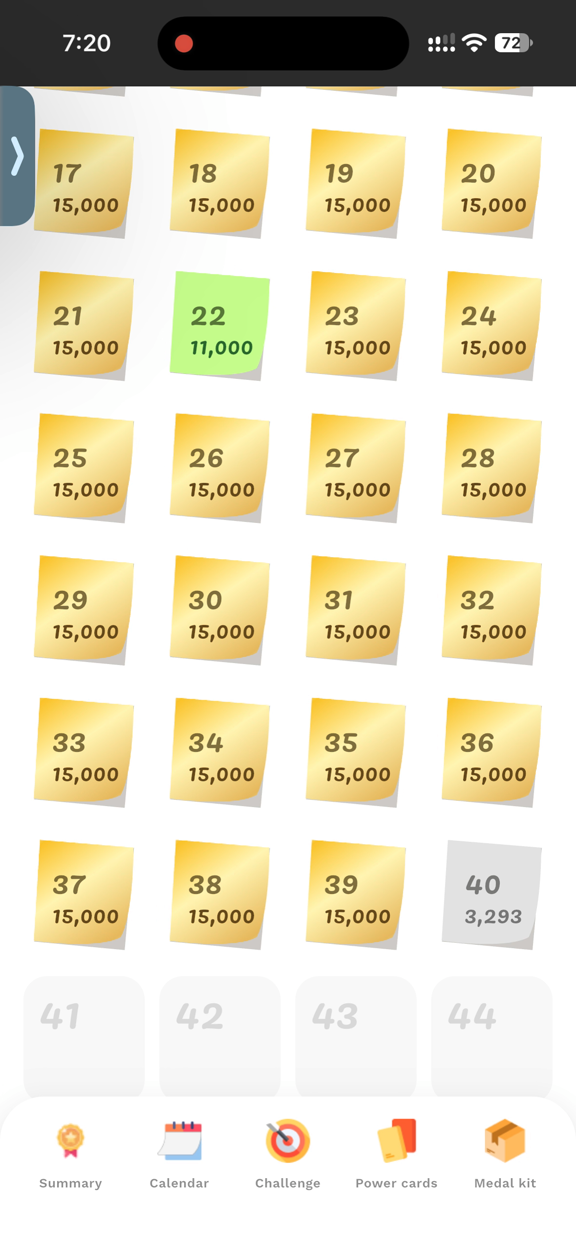 7:20
72
17 18 19 20
15,000 15,000 15,000 15,000
21 22 23 24
15,000 11,000 15,000 15,000
25 26 27 28
15,000 15,000 15,000 15,000
29 30 31 32
15,000 15,000 15,000 15,000
33 34 35 36
15,000 15,000 15,000 15,000
37 38 39 40
15,000 15,000 15,000 3,293
41 42 43 44
Summary Calendar Challenge Power cards Medal kit